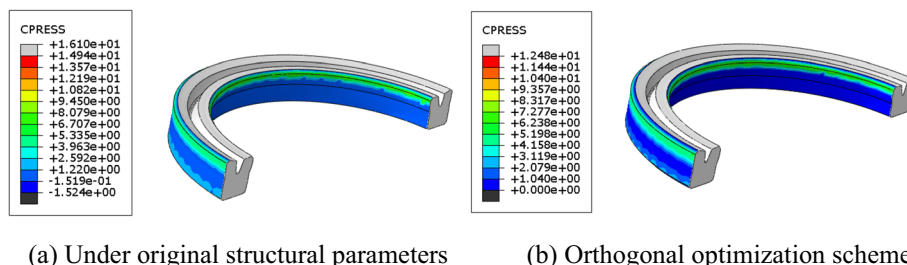 CPRESS
+1.610e+01
+1.494e+01
+1.357e+01
+1.219e+01
+1.082e+01
+9.450e+00
+8.079e+00
+6.707e+00
+5.335e+00
+3.963e+00
+2.592e+00
+1.220e+00
-1.519e-01
-1.524e+00
CPRESS
+1.248e+01
+1.144e+01
+1.040e+01
+9.357e+00
+8.317e+00
+7.277e+00
+6.238e+00
+5.198e+00
+4.158e+00
+3.119e+00
+2.079e+00
+1.040e+00
+0.000e+00
(a) Under original structural parameters
(b) Orthogonal optimization scheme